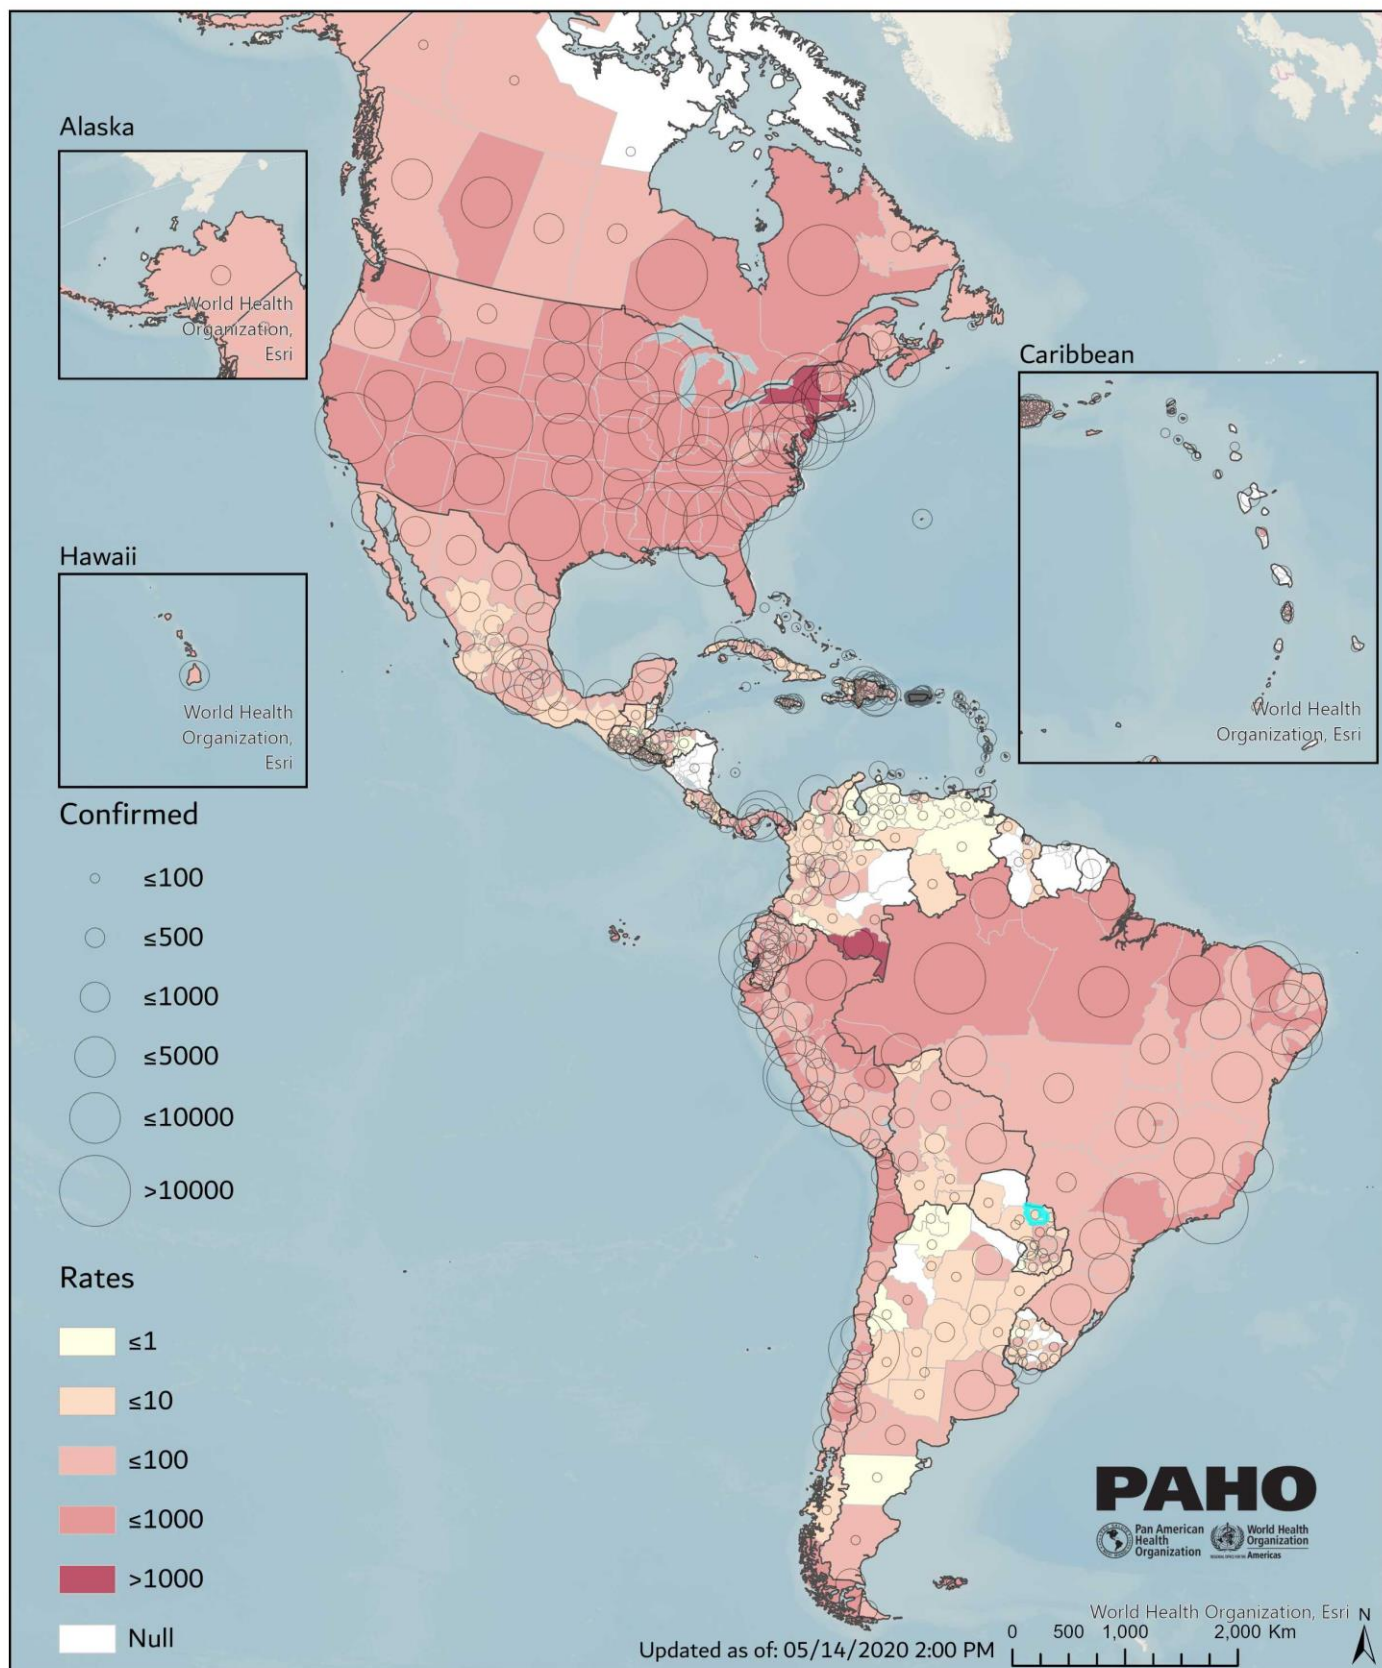 Alaska
World Health
Organization,
Esri
Caribbean
World Health
Organization, Esri
Hawaii
World Health
Organization,
Esri
Confirmed
≤100
≤500
≤1000
≤5000
≤10000
>10000
Rates
≤1
≤10
≤100
≤1000
>1000
Null
PAHO
Pan American
Health
Organization
World Health
Organization
Americas
World Health Organization, Esri
N
Updated as of: 05/14/2020 2:00 PM
0 500 1,000 2,000 Km